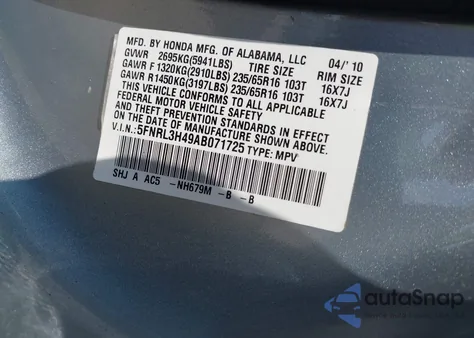 MFD. BY HONDA MFG. OF ALABAMA, LLC 04/'10
GVWR 2695KG(5941LBS) TIRE SIZE RIM SIZE
GAWR F 1320KG(2910LBS) 235/65R16 103T 16X7J
GAWR R1450KG(3197LBS) 235/65R16 103T 16X7J
THIS VEHICLE CONFORMS TO ALL APPLICABLE
FEDERAL MOTOR VEHICLE SAFETY, BUMPER,
AND THEFT PREVENTION STANDARDS IN EFFECT
ON THE DATE OF MANUFACTURE SHOWN ABOVE.
V.I.N:5FNRL3H49AB071725 TYPE: MPV
SHJ A AC5 -NH679M -B -B
autoSnap